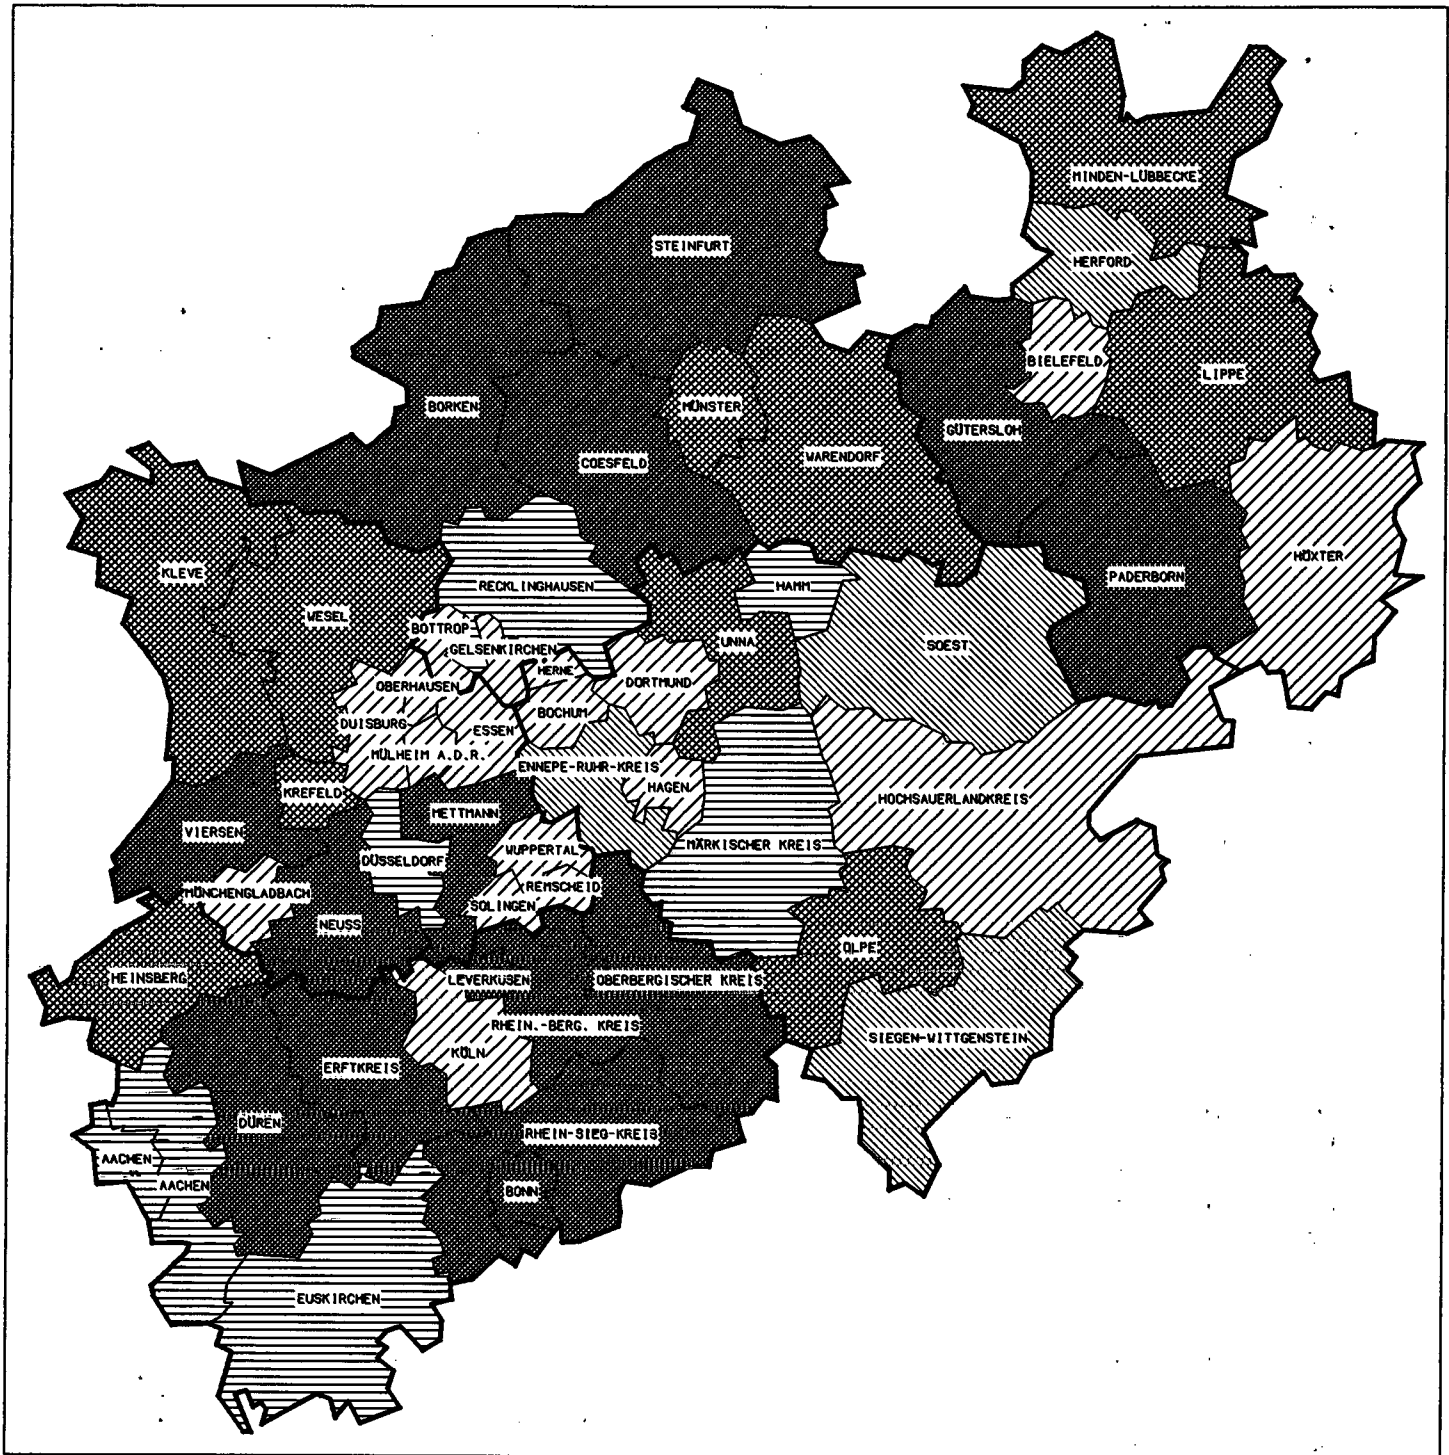 MINDEN-LÜBBECKE
STEINFURT
HERFORD
BIELEFELD
LIPPE
BORKEN
MÜNSTER
GÜTERSLOH
COESFELD
WARENDORF
HÖXTER
KLEVE
PADERBORN
RECKLINGHAUSEN
HAMM
WESEL
BOTTROP
UNNA
SOEST
GELSENKIRCHEN
HERNE
OBERHAUSEN
DORTMUND
BOCHUM
DUISBURG
ESSEN
MÜLHEIM A.D.R.
ENNEPE-RUHR-KREIS
HAGEN
KREFELD
HOCHSAUERLANDKREIS
METTMANN
VIERSEN
MÄRKISCHER KREIS
WUPPERTAL
DÜSSELDORF
REMSCHEID
MÖNCHENGLADBACH
SOLINGEN
NEUSS
OLPE
HEINSBERG
LEVERKUSEN
OBERBERGISCHER KREIS
RHEIN.-BERG. KREIS
SIEGEN-WITTGENSTEIN
KÖLN
ERFTKREIS
DÜREN
RHEIN-SIEG-KREIS
AACHEN
AACHEN
BONN
EUSKIRCHEN